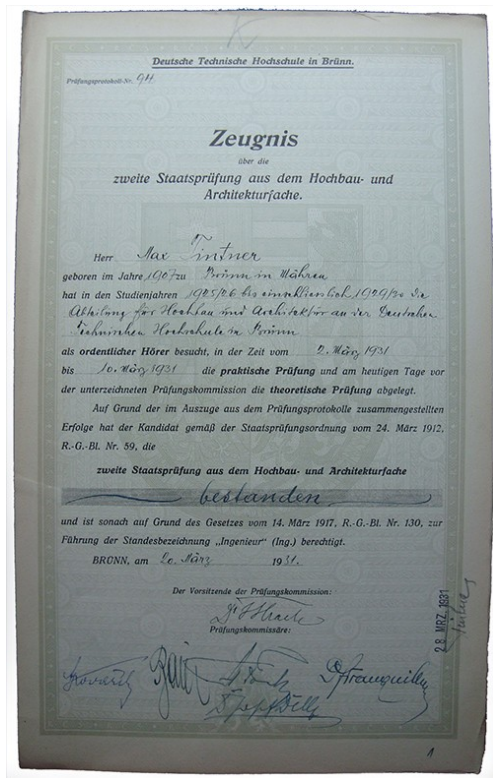 Deutsche Technische Hochschule in Brünn.
Prüfungsprotokoll-Nr. 94
Zeugnis
über die
zweite Staatsprüfung aus dem Hochbau- und
Architekturfache.
Herr Max Tintner
geboren im Jahre 1907 zu Brünn in Mähren
hat in den Studienjahren 1925/26 bis einschliesslich 1929/30 die
Abteilung für Hochbau und Architektur an der Deutschen
Technischen Hochschule in Brünn
als ordentlicher Hörer besucht, in der Zeit vom 2. März 1931
bis 10. März 1931 die praktische Prüfung und am heutigen Tage vor
der unterzeichneten Prüfungskommission die theoretische Prüfung abgelegt.
Auf Grund der im Auszuge aus dem Prüfungsprotokolle zusammengestellten
Erfolge hat der Kandidat gemäß der Staatsprüfungsordnung vom 24. März 1912,
R.-G.-Bl. Nr. 59, die
zweite Staatsprüfung aus dem Hochbau- und Architekturfache
bestanden
und ist sonach auf Grund des Gesetzes vom 14. März 1917, R.-G.-Bl. Nr. 130, zur
Führung der Standesbezeichnung „Ingenieur" (Ing.) berechtigt.
BRÜNN, am 20. März 1931.
Der Vorsitzende der Prüfungskommission:
Prüfungskommissäre:
28 MRZ. 1931